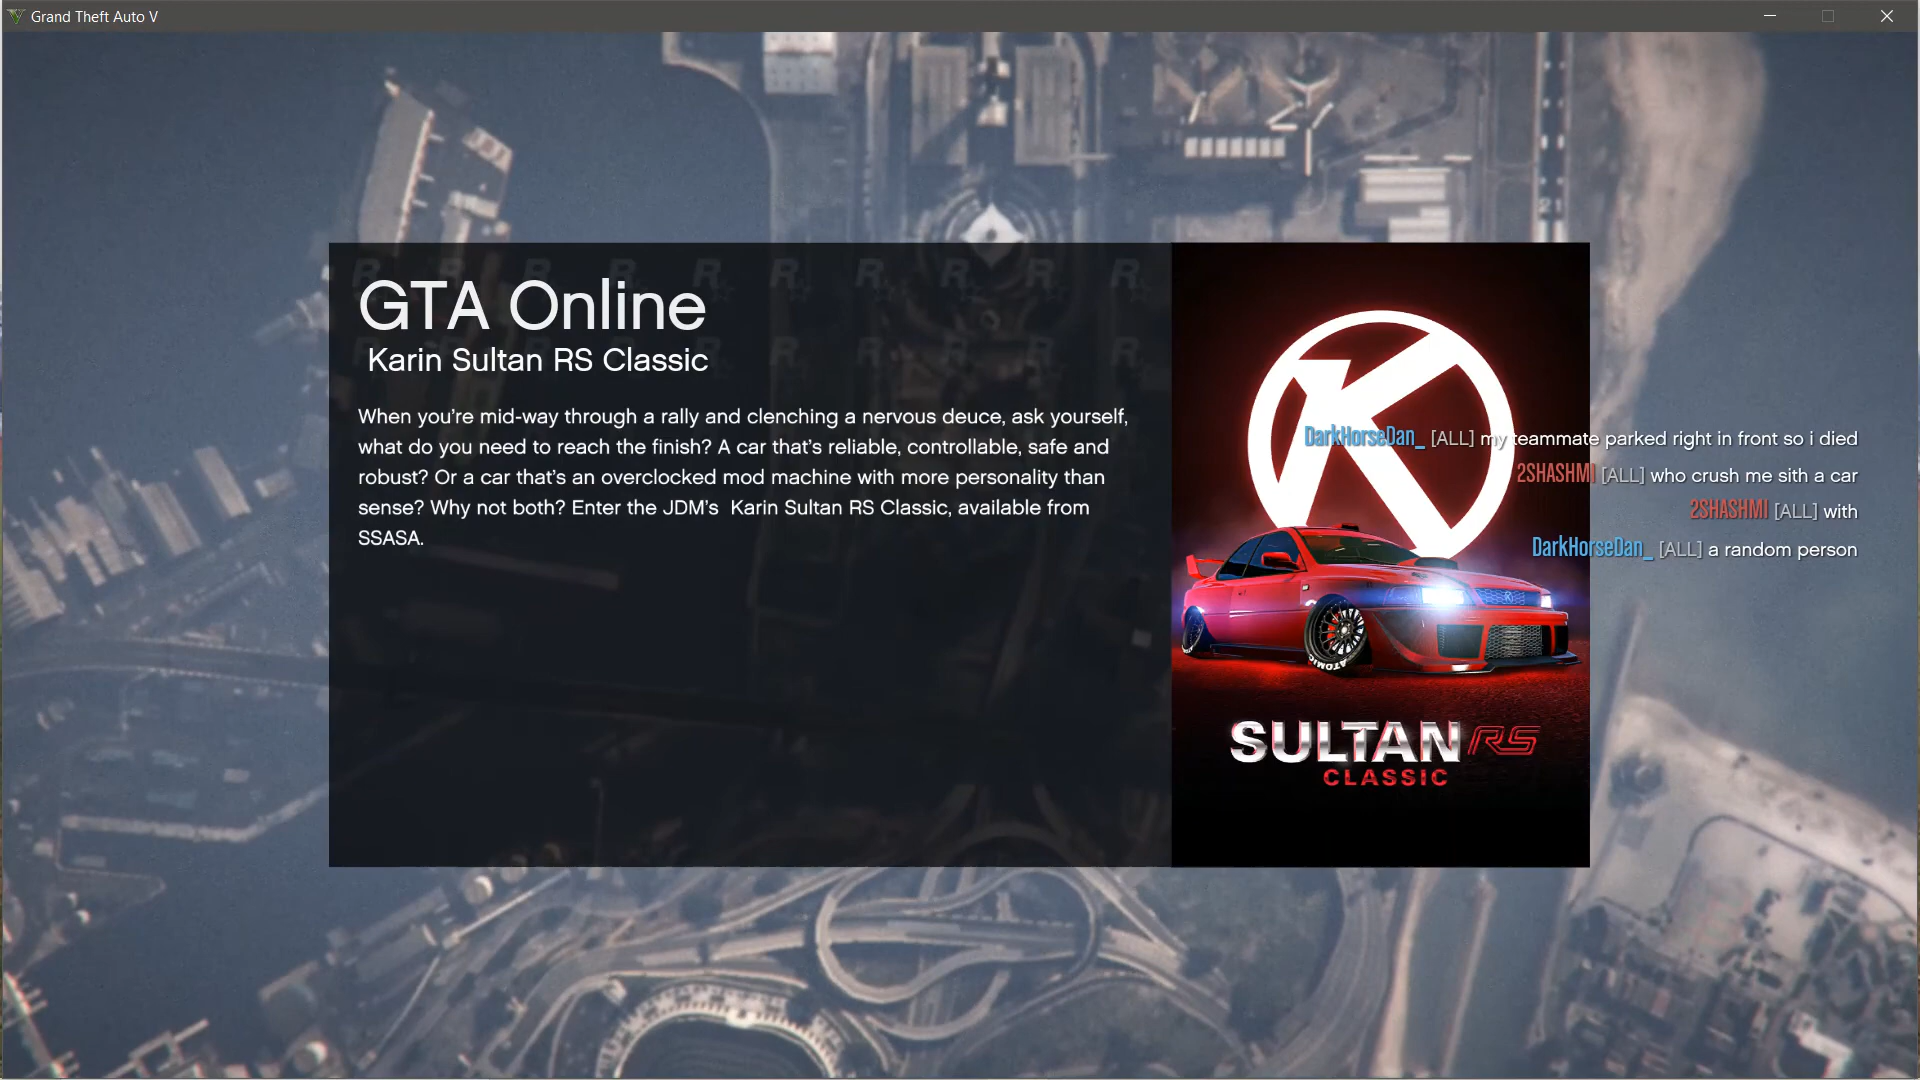 Grand Theft Auto V
GTA Online
Karin Sultan RS Classic
When you're mid-way through a rally and clenching a nervous deuce, ask yourself,
what do you need to reach the finish? A car that's reliable, controllable, safe and
robust? Or a car that's an overclocked mod machine with more personality than
sense? Why not both? Enter the JDM's  Karin Sultan RS Classic, available from
SSASA.
DarkHorseDan_ [ALL] my teammate parked right in front so i died
2SHASHMI [ALL] who crush me sith a car
2SHASHMI [ALL] with
DarkHorseDan_ [ALL] a random person
ATOMIC
SULTAN RS
CLASSIC
21